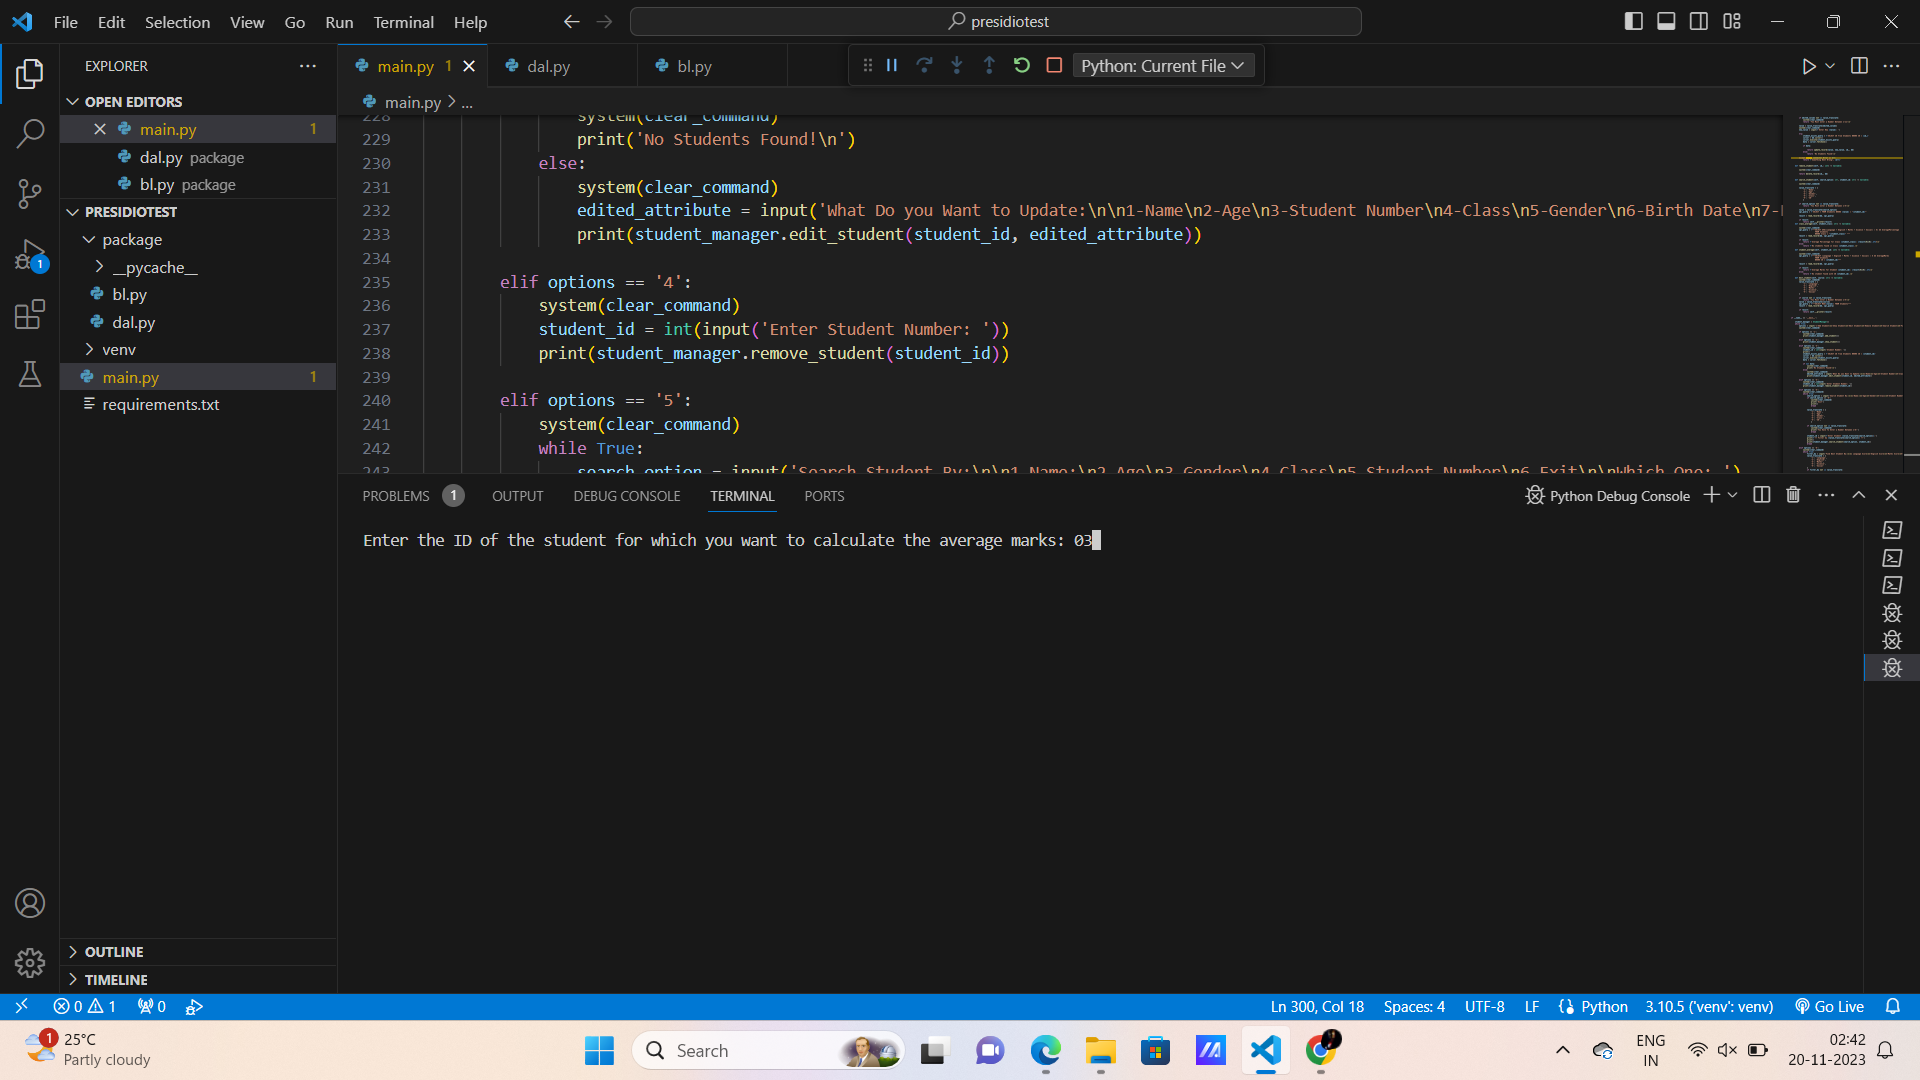 File Edit Selection View Go Run Terminal Help
presidiotest
EXPLORER
OPEN EDITORS
main.py 1
dal.py package
bl.py package
PRESIDIOTEST
package
__pycache__
bl.py
dal.py
venv
main.py 1
requirements.txt
OUTLINE
TIMELINE
main.py 1
dal.py
bl.py
Python: Current File
main.py > ...
228 system(clear_command)
229 print('No Students Found!\n')
230 else:
231 system(clear_command)
232 edited_attribute = input('What Do you Want to Update:\n\n1-Name\n2-Age\n3-Student Number\n4-Class\n5-Gender\n6-Birth Date\n7-
233 print(student_manager.edit_student(student_id, edited_attribute))
234
235 elif options == '4':
236 system(clear_command)
237 student_id = int(input('Enter Student Number: '))
238 print(student_manager.remove_student(student_id))
239
240 elif options == '5':
241 system(clear_command)
242 while True:
243 search_option = input('Search Student By:\n\n1-Name:\n2-Age\n3-Gender\n4-Class\n5-Student Number\n6-Exit\n\nWhich One: ')
PROBLEMS 1 OUTPUT DEBUG CONSOLE TERMINAL PORTS
Python Debug Console
Enter the ID of the student for which you want to calculate the average marks: 03
0 1 0
Ln 300, Col 18 Spaces: 4 UTF-8 LF Python 3.10.5 ('venv': venv) Go Live
1
25°C
Partly cloudy
Search
ENG
IN
02:42
20-11-2023